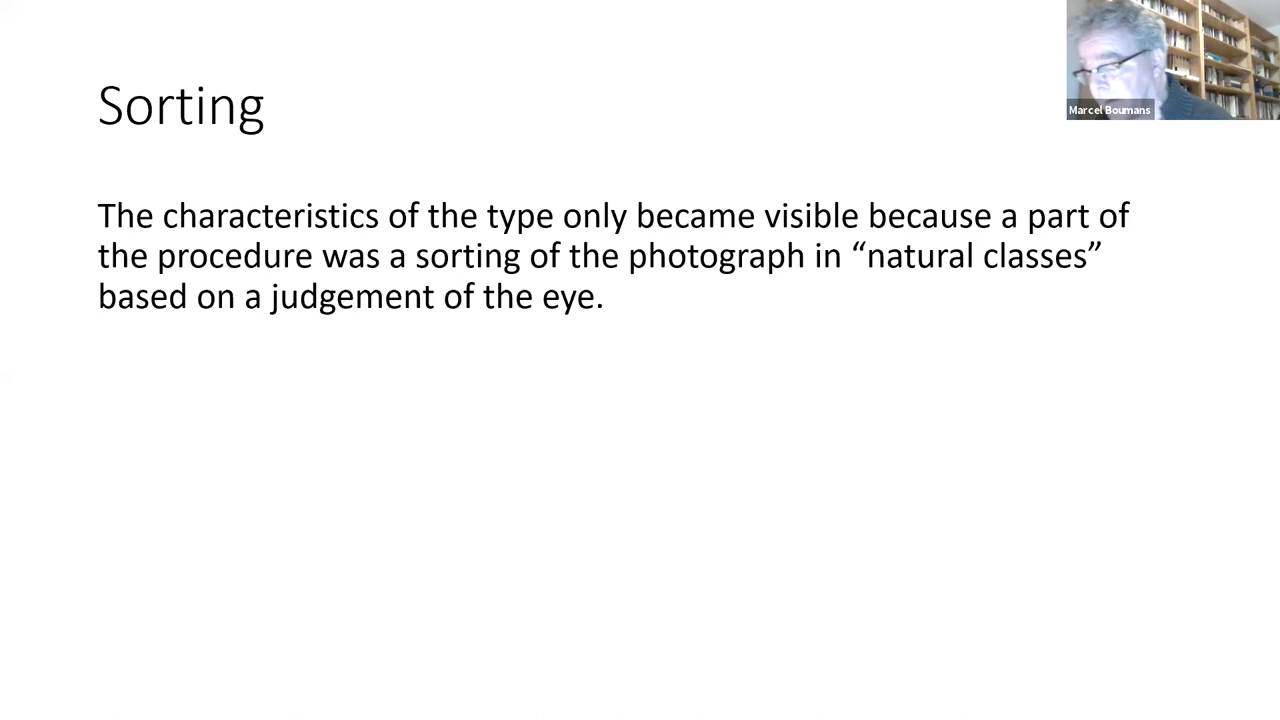 Sorting
Marcel Boumans
The characteristics of the type only became visible because a part of
the procedure was a sorting of the photograph in “natural classes”
based on a judgement of the eye.